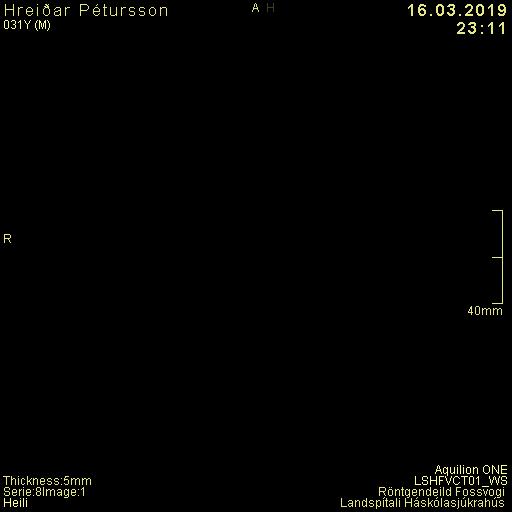 Hreiðar Pétursson
A H
16.03.2019
031Y (M)
23:11
R
40mm
Aquilion ONE
Thickness:5mm
LSHFVCT01_WS
Serie:8Image:1
Röntgendeild Fossvogi
Heili
Landspítali Háskólasjúkrahús